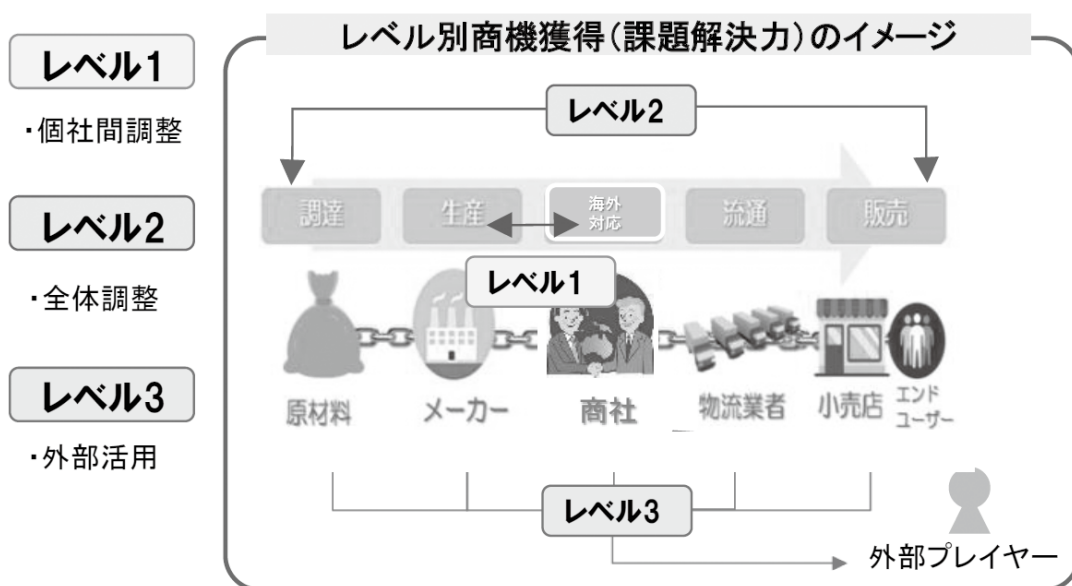 レベル別商機獲得（課題解決力）のイメージ
レベル1
・個社間調整
レベル2
・全体調整
レベル3
・外部活用
レベル2
調達
生産
海外
対応
流通
販売
レベル1
原材料
メーカー
商社
物流業者
小売店
エンド
ユーザー
レベル3
外部プレイヤー